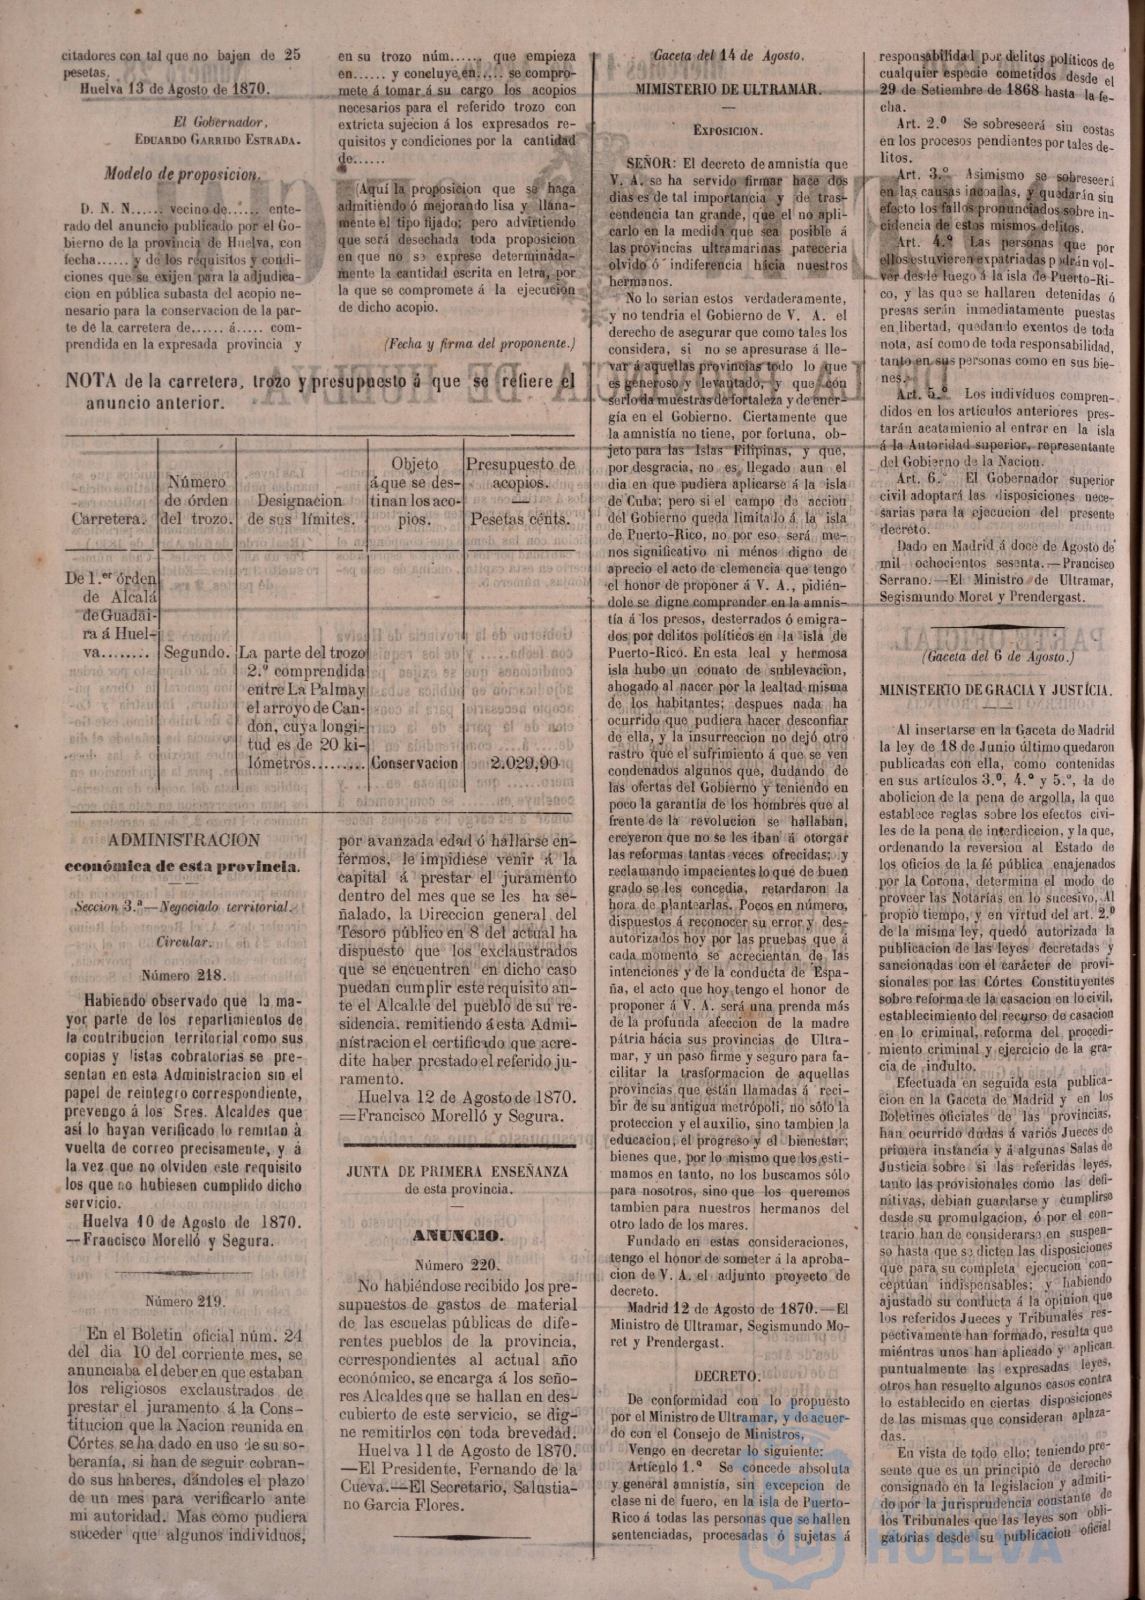 citadores con tal que no bajen de 25
pesetas.
Huelva 13 de Agosto de 1870.
El Gobernador,
EDUARDO GARRIDO ESTRADA.
Modelo de proposicion.
D. N. N...... vecino de...... ente-
rado del anuncio publicado por el Go-
bierno de la provincia de Huelva, con
fecha...... y de los requisitos y condi-
ciones que se exijen para la adjudica-
cion en pública subasta del acopio ne-
nesario para la conservacion de la par-
te de la carretera de...... á..... com-
prendida en la expresada provincia y
en su trozo núm...... que empieza
en...... y concluye en..... se compro-
mete á tomar á su cargo los acopios
necesarios para el referido trozo con
extricta sujecion á los expresados re-
quisitos y condiciones por la cantidad
de......
(Aquí la proposicion que se haga
admitiendo ó mejorando lisa y llana-
mente el tipo fijado; pero advirtiendo
que será desechada toda proposicion
en que no se exprese determinada-
mente la cantidad escrita en letra, por
la que se compromete á la ejecucion
de dicho acopio.
(Fecha y firma del proponente.)
NOTA de la carretera, trozo y presupuesto á que se refiere el
anuncio anterior.
Carretera.
Número
de órden
del trozo.
Designacion
de sus límites.
Objeto
á que se des-
tinan los aco-
pios.
Presupuesto de
acopios.
—
Pesetas cénts.
De 1.er órden
de Alcalá
de Guadai-
ra á Huel-
va........
Segundo.
La parte del trozo
2.º comprendida
entre La Palma y
el arroyo de Can-
don, cuya longi-
tud es de 20 ki-
lómetros.........
Conservacion
2.029,90
ADMINISTRACION
económica de esta provincia.
Seccion 3.ª—Negociado territorial.
Circular.
Número 218.
Habiendo observado que la ma-
yor parte de los repartimientos de
la contribucion territorial como sus
copias y listas cobratorias se pre-
sentan en esta Administracion sin el
papel de reintegro correspondiente,
prevengo á los Sres. Alcaldes que
así lo hayan verificado lo remitan à
vuelta de correo precisamente, y á
la vez que no olviden este requisito
los que no hubiesen cumplido dicho
servicio.
Huelva 10 de Agosto de 1870.
—Francisco Morelló y Segura.
Número 219.
En el Boletin oficial núm. 24
del dia 10 del corriente mes, se
anunciaba el deber en que estaban
los religiosos exclaustrados de
prestar el juramento á la Cons-
titucion que la Nacion reunida en
Córtes se ha dado en uso de su so-
beranía, si han de seguir cobran-
do sus haberes, dándoles el plazo
de un mes para verificarlo ante
mi autoridad. Mas como pudiera
suceder que algunos individuos,
por avanzada edad ó hallarse en-
fermos, le impidiese venir á la
capital á prestar el juramento
dentro del mes que se les ha se-
ñalado, la Direccion general del
Tesoro público en 8 del actual ha
dispuesto que los exclaustrados
que se encuentren en dicho caso
puedan cumplir este requisito an-
te el Alcalde del pueblo de su re-
sidencia, remitiendo á esta Admi-
nistracion el certificado que acre-
dite haber prestado el referido ju-
ramento.
Huelva 12 de Agosto de 1870.
=Francisco Morelló y Segura.
JUNTA DE PRIMERA ENSEÑANZA
de esta provincia.
ANUNCIO.
Número 220.
No habiéndose recibido los pre-
supuestos de gastos de material
de las escuelas públicas de dife-
rentes pueblos de la provincia,
correspondientes al actual año
económico, se encarga á los seño-
res Alcaldes que se hallan en des-
cubierto de este servicio, se dig-
ne remitirlos con toda brevedad.
Huelva 11 de Agosto de 1870.
—El Presidente, Fernando de la
Cueva.—El Secretario, Salustia-
no Garcia Flores.
Gaceta del 14 de Agosto.
MIMISTERIO DE ULTRAMAR.
EXPOSICION.
SEÑOR: El decreto de amnistía que
V. A. se ha servido firmar hace dos
dias es de tal importancia y de tras-
cendencia tan grande, que el no apli-
carlo en la medida que sea posible á
las provincias ultramarinas pareceria
olvido ó indiferencia hácia nuestros
hermanos.
No lo serian estos verdaderamente,
y no tendria el Gobierno de V. A. el
derecho de asegurar que como tales los
considera, si no se apresurase á lle-
var á aquellas provincias todo lo que
es generoso y levantado, y que con
serlo da muestras de fortaleza y de ener-
gía en el Gobierno. Ciertamente que
la amnistía no tiene, por fortuna, ob-
jeto para las Islas Filipinas, y que,
por desgracia, no es llegado aun el
dia en que pudiera aplicarse á la isla
de Cuba; pero si el campo de accion
del Gobierno queda limitado á la isla
de Puerto-Rico, no por eso será mé-
nos significativo ni ménos digno de
aprecio el acto de clemencia que tengo
el honor de proponer á V. A., pidién-
dole se digne comprender en la amnis-
tía á los presos, desterrados ó emigra-
dos por delitos políticos en la isla de
Puerto-Rico. En esta leal y hermosa
isla hubo un conato de sublevacion,
ahogado al nacer por la lealtad misma
de los habitantes; despues nada ha
ocurrido que pudiera hacer desconfiar
de ella, y la insurreccion no dejó otro
rastro que el sufrimiento á que se ven
condenados algunos que, dudando de
las ofertas del Gobierno y teniendo en
poco la garantía de los hombres que al
frente de la revolucion se hallaban,
creyeron que no se les iban á otorgar
las reformas tantas veces ofrecidas; y
reclamando impacientes lo que de buen
grado se les concedia, retardaron la
hora de plantearlas. Pocos en número,
dispuestos á reconocer su error y des-
autorizados hoy por las pruebas que á
cada momento se acrecientan de las
intenciones y de la conducta de Espa-
ña, el acto que hoy tengo el honor de
proponer á V. A. será una prenda más
de la profunda afeccion de la madre
pátria hácia sus provincias de Ultra-
mar, y un paso firme y seguro para fa-
cilitar la trasformacion de aquellas
provincias que están llamadas á reci-
bir de su antigua metrópoli, no sólo la
proteccion y el auxilio, sino tambien la
educacion, el progreso y el bienestar;
bienes que, por lo mismo que los esti-
mamos en tanto, no los buscamos sólo
para nosotros, sino que los queremos
tambien para nuestros hermanos del
otro lado de los mares.
Fundado en estas consideraciones,
tengo el honor de someter á la aproba-
cion de V. A. el adjunto proyecto de
decreto.
Madrid 12 de Agosto de 1870.—El
Ministro de Ultramar, Segismundo Mo-
ret y Prendergast.
DECRETO.
De conformidad con lo propuesto
por el Ministro de Ultramar, y de acuer-
do con el Consejo de Ministros,
Vengo en decretar lo siguiente:
Artículo 1.º Se concede absoluta
y general amnistía, sin excepcion de
clase ni de fuero, en la isla de Puerto-
Rico á todas las personas que se hallen
sentenciadas, procesadas ó sujetas á
responsabilidad por delitos políticos de
cualquier especie cometidos desde el
29 de Setiembre de 1868 hasta la fe-
cha.
Art. 2.º Se sobreseerá sin costas
en los procesos pendientes por tales de-
litos.
Art. 3.º Asimismo se sobreseerá
en las causas incoadas, y quedarán sin
efecto los fallos pronunciados sobre in-
cidencia de estos mismos delitos.
Art. 4.º Las personas que por
ellos estuvieren expatriadas podrán vol-
ver desde luego á la isla de Puerto-Ri-
co, y las que se hallaren detenidas ó
presas serán inmediatamente puestas
en libertad, quedando exentos de toda
nota, así como de toda responsabilidad,
tanto en sus personas como en sus bie-
nes.
Art. 5.º Los individuos compren-
didos en los artículos anteriores pres-
tarán acatamienio al entrar en la isla
á la Autoridad superior, representante
del Gobierno de la Nacion.
Art. 6.º El Gobernador superior
civil adoptará las disposiciones nece-
sarias para la ejecucion del presente
decreto.
Dado en Madrid á doce de Agosto de
mil ochocientos sesenta.—Francisco
Serrano.—El Ministro de Ultramar,
Segismundo Moret y Prendergast.
(Gaceta del 6 de Agosto.)
MINISTERIO DE GRACIA Y JUSTÍCIA.
Al insertarse en la Gaceta de Madrid
la ley de 18 de Junio último quedaron
publicadas con ella, como contenidas
en sus artículos 3.º, 4.º y 5.º, la de
abolicion de la pena de argolla, la que
establece reglas sobre los efectos civi-
les de la pena de interdiccion, y la que,
ordenando la reversion al Estado de
los oficios de la fé pública enajenados
por la Corona, determina el modo de
proveer las Notarías en lo sucesivo. Al
propio tiempo, y en virtud del art. 2.º
de la misma ley, quedó autorizada la
publicacion de las leyes decretadas y
sancionadas con el carácter de provi-
sionales por las Córtes Constituyentes
sobre reforma de la casacion en lo civil,
establecimiento del recurso de casacion
en lo criminal, reforma del procedi-
miento criminal y ejercicio de la gra-
cia de indulto.
Efectuada en seguida esta publica-
cion en la Gaceta de Madrid y en los
Boletines oficiales de las provincias,
han ocurrido dudas á varios Jueces de
primera instancia y á algunas Salas de
Justicia sobre si las referidas leyes,
tanto las provisionales como las defi-
nitivas, debian guardarse y cumplirse
desde su promulgacion, ó por el con-
trario han de considerarse en suspen-
so hasta que se dicten las disposiciones
que para su completa ejecucion con-
ceptúan indispensables; y habiendo
ajustado su conducta á la opinion que
los referidos Jueces y Tribunales res-
pectivamente han formado, resulta que
miéntras unos han aplicado y aplican
puntualmente las expresadas leyes,
otros han resuelto algunos casos contra
lo establecido en ciertas disposiciones
de las mismas que consideran aplaza-
das.
En vista de todo ello; teniendo pre-
sente que es un principio de derecho
consignado en la legislacion y admiti-
do por la jurisprudencia constante de
los Tribunales que las leyes son obli-
gatorias desde su publicacion oficial
HUELVA